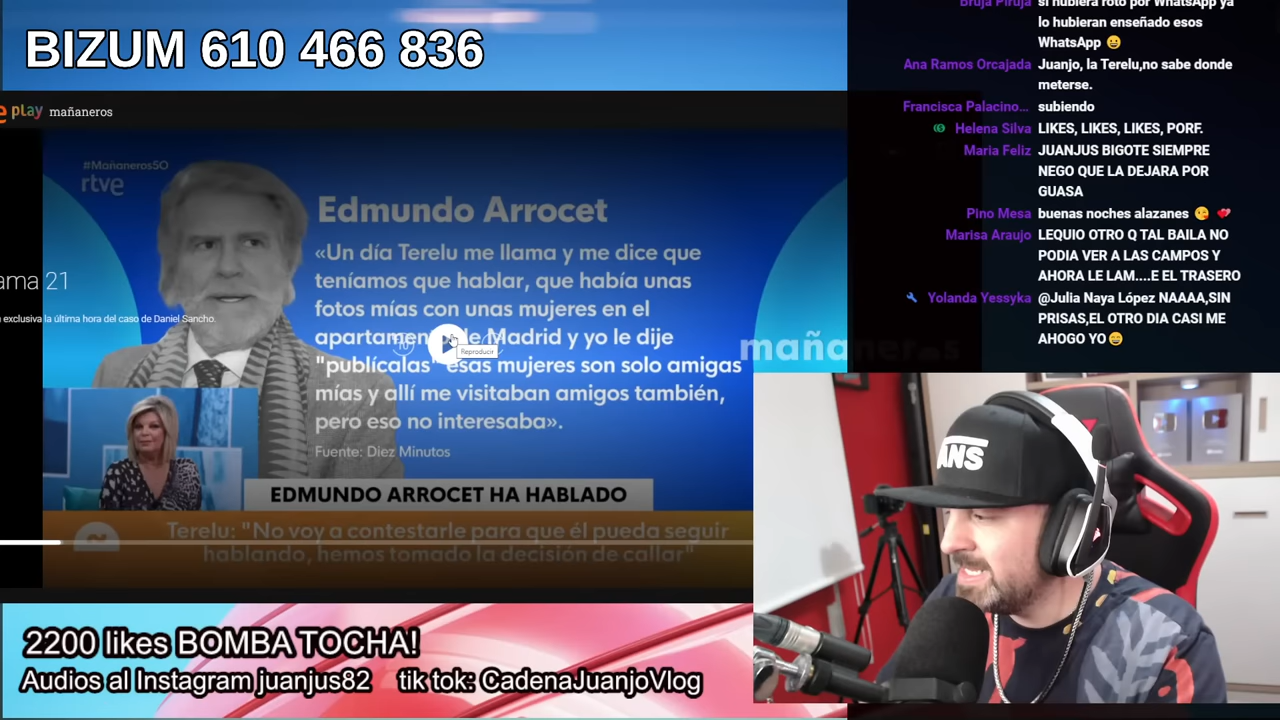 BIZUM 610 466 836
play mañaneros
#Mañaneros50
rtve
Edmundo Arrocet
«Un día Terelu me llama y me dice que
teníamos que hablar, que había unas
fotos mías con unas mujeres en el
apartamen de Madrid y yo le dije
"publícalas" esas mujeres son solo amigas
mías y allí me visitaban amigos también,
pero eso no interesaba».
Fuente: Diez Minutos
Reproducir
10
ama 21
exclusiva la última hora del caso de Daniel Sancho.
mañaneros
EDMUNDO ARROCET HA HABLADO
Terelu: "No voy a contestarle para que él pueda seguir
hablando, hemos tomado la decisión de callar"
2200 likes BOMBA TOCHA!
Audios al Instagram juanjus82 tik tok: CadenaJuanjoVlog
Bruja Piruja si hubiera roto por WhatsApp ya
lo hubieran enseñado esos
WhatsApp 😀
Ana Ramos Orcajada Juanjo, la Terelu,no sabe donde
meterse.
Francisca Palacino... subiendo
Helena Silva LIKES, LIKES, LIKES, PORF.
Maria Feliz JUANJUS BIGOTE SIEMPRE
NEGO QUE LA DEJARA POR
GUASA
Pino Mesa buenas noches alazanes 😘 💕
Marisa Araujo LEQUIO OTRO Q TAL BAILA NO
PODIA VER A LAS CAMPOS Y
AHORA LE LAM....E EL TRASERO
Yolanda Yessyka @Julia Naya López NAAAA,SIN
PRISAS,EL OTRO DIA CASI ME
AHOGO YO😅
ANS